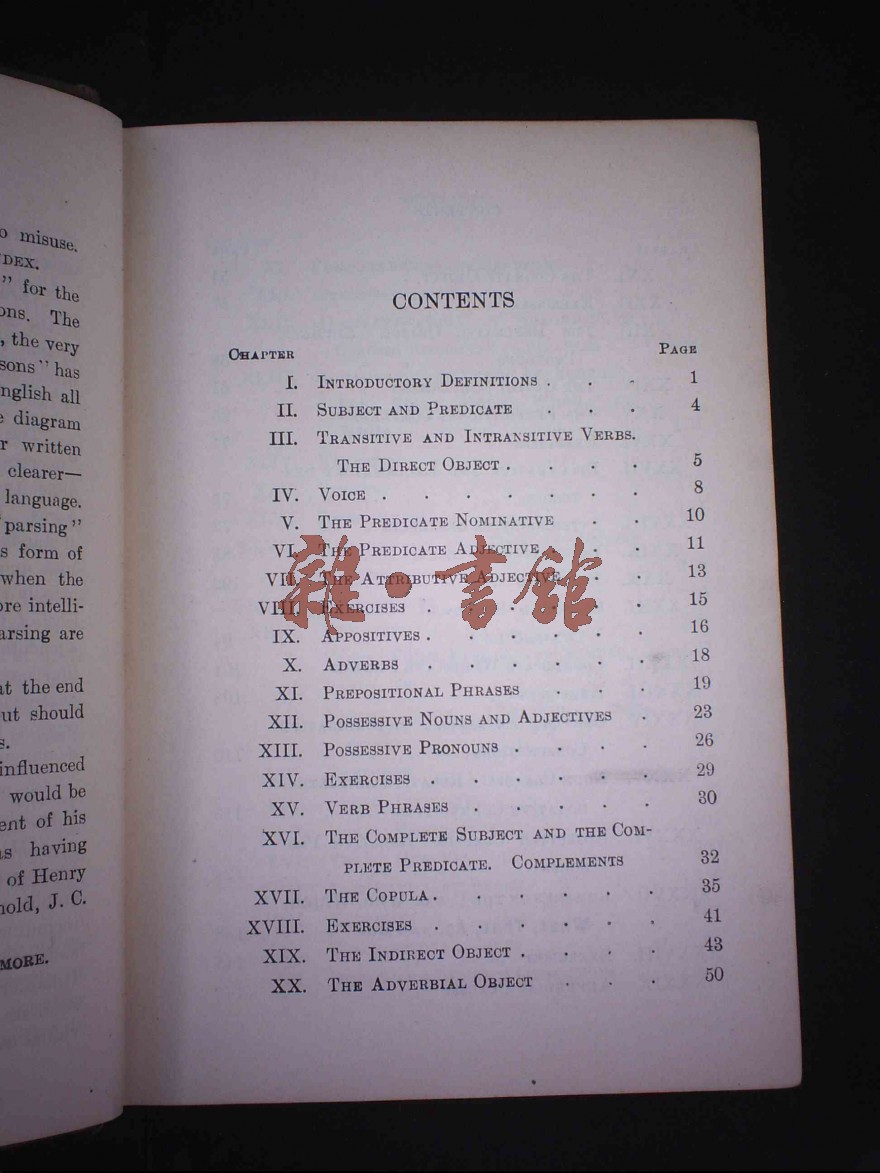 o misuse.
DEX.
" for the
ons. The
, the very
sons" has
nglish all
e diagram
r written
clearer—
language.
"parsing"
s form of
when the
ore intelli-
arsing are
at the end
ut should
s.
influenced
would be
ent of his
as having
of Henry
nold, J. C.
MORE.
CONTENTS
CHAPTER PAGE
I. INTRODUCTORY DEFINITIONS . . . 1
II. SUBJECT AND PREDICATE . . . 4
III. TRANSITIVE AND INTRANSITIVE VERBS.
THE DIRECT OBJECT . . . . 5
IV. VOICE . . . . . . . 8
V. THE PREDICATE NOMINATIVE . . 10
VI. THE PREDICATE ADJECTIVE . . . 11
VII. THE ATTRIBUTIVE ADJECTIVE . . 13
VIII. EXERCISES . . . . . . 15
IX. APPOSITIVES . . . . . 16
X. ADVERBS . . . . . 18
XI. PREPOSITIONAL PHRASES . . . 19
XII. POSSESSIVE NOUNS AND ADJECTIVES . 23
XIII. POSSESSIVE PRONOUNS . . . . 26
XIV. EXERCISES . . . . . . 29
XV. VERB PHRASES . . . . . 30
XVI. THE COMPLETE SUBJECT AND THE COM-
PLETE PREDICATE. COMPLEMENTS 32
XVII. THE COPULA . . . . . . 35
XVIII. EXERCISES . . . . . . 41
XIX. THE INDIRECT OBJECT . . . . 43
XX. THE ADVERBIAL OBJECT . . . 50
雜·書館